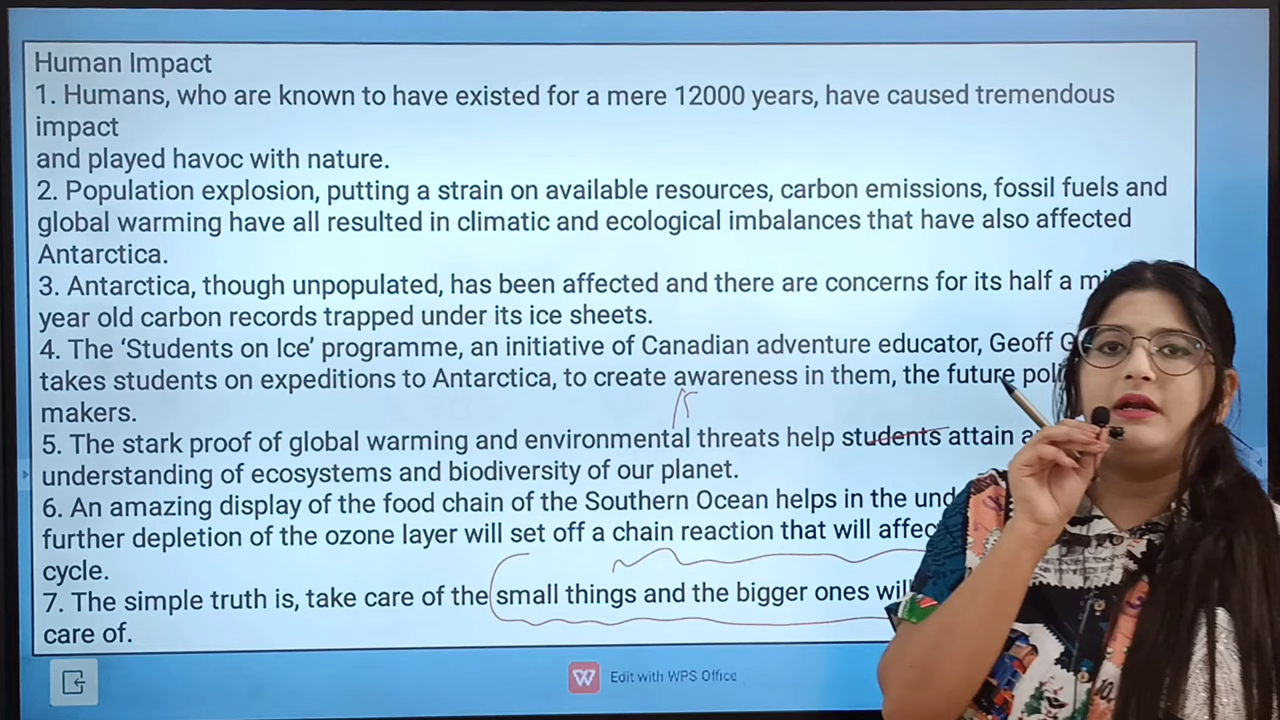 Human Impact
1. Humans, who are known to have existed for a mere 12000 years, have caused tremendous
impact
and played havoc with nature.
2. Population explosion, putting a strain on available resources, carbon emissions, fossil fuels and
global warming have all resulted in climatic and ecological imbalances that have also affected
Antarctica.
3. Antarctica, though unpopulated, has been affected and there are concerns for its half a
year old carbon records trapped under its ice sheets.
4. The ‘Students on Ice’ programme, an initiative of Canadian adventure educator, Geoff
takes students on expeditions to Antarctica, to create awareness in them, the future
makers.
5. The stark proof of global warming and environmental threats help students attain
understanding of ecosystems and biodiversity of our planet.
6. An amazing display of the food chain of the Southern Ocean helps in the
further depletion of the ozone layer will set off a chain reaction that will
cycle.
7. The simple truth is, take care of the small things and the bigger ones
care of.
Edit with WPS Office